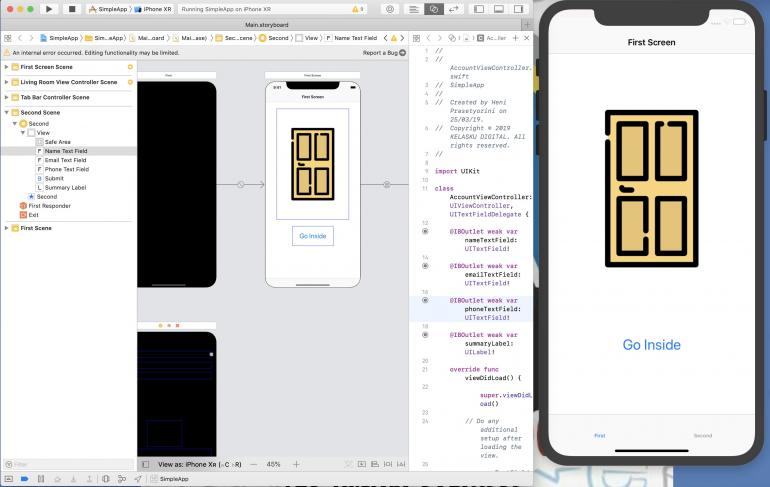 SimpleApp
iPhone XR
Running SimpleApp on iPhone XR
9
Main.storyboard
SimpleApp
Sim...eApp
Mai...oard
Mai...ase)
Sec...cene
Second
View
Name Text Field
An internal error occurred. Editing functionality may be limited.
Report a Bug
First Screen Scene
Living Room View Controller Scene
Tab Bar Controller Scene
Second Scene
Second
View
Safe Area
F Name Text Field
F Email Text Field
F Phone Text Field
B Submit
L Summary Label
Second
First Responder
Exit
First Scene
Filter
First
First Screen
First Screen
Go Inside
View as: iPhone XR (wC hR)
45%
SimpleApp
1 //
2 //
AccountViewController.
swift
3 // SimpleApp
4 //
5 // Created by Heni
Prasetyorini on
25/03/19.
6 // Copyright © 2019
KELASKU DIGITAL. All
rights reserved.
7 //
8
9 import UIKit
10
11 class
AccountViewController:
UIViewController,
UITextFieldDelegate {
12
@IBOutlet weak var
nameTextField:
UITextField!
14
@IBOutlet weak var
emailTextField:
UITextField!
16
@IBOutlet weak var
phoneTextField:
UITextField!
18
@IBOutlet weak var
summaryLabel:
UILabel!
20
21 override func
viewDidLoad() {
22
super.viewDidL
oad()
23
24 // Do any
additional
setup after
loading the
view.
25
First Screen
Go Inside
First
Second